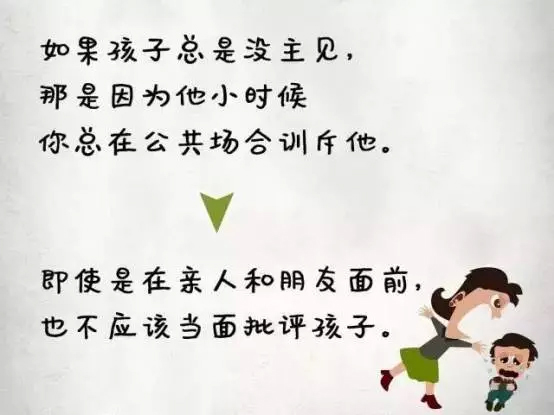 如果孩子总是没主见，
那是因为他小时候
你总在公共场合训斥他。
即使是在亲人和朋友面前，
也不应该当面批评孩子。